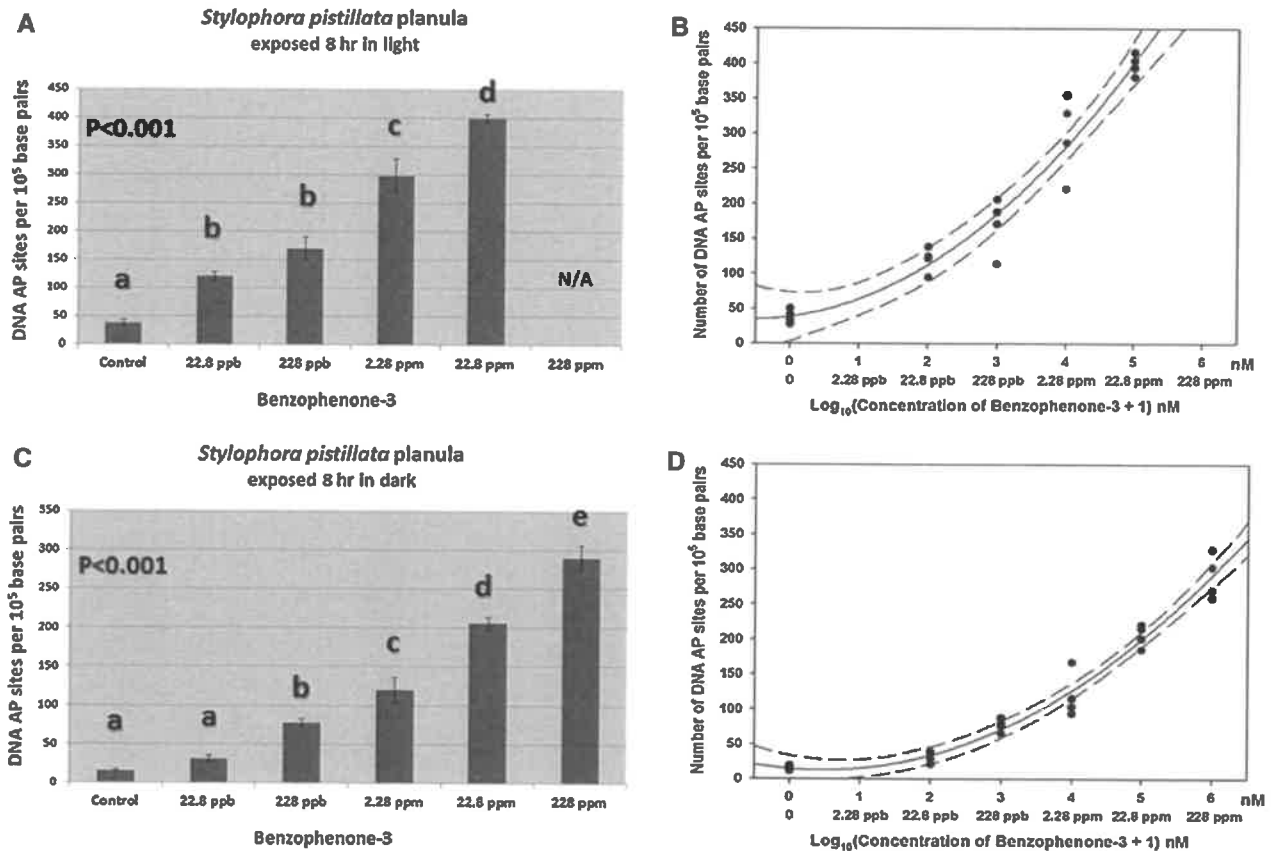 A
Stylophora pistillata planula
exposed 8 hr in light
DNA AP sites per 10⁵ base pairs
450
400
350
300
250
200
150
100
50
0
P<0.001
a
b
b
c
d
N/A
Control 22.8 ppb 228 ppb 2.28 ppm 22.8 ppm 228 ppm
Benzophenone-3
B
Number of DNA AP sites per 10⁵ base pairs
450
400
350
300
250
200
150
100
50
0
0 1 2 3 4 5 6 nM
0 2.28 ppb 22.8 ppb 228 ppb 2.28 ppm 22.8 ppm 228 ppm
Log₁₀(Concentration of Benzophenone-3 + 1) nM
C
Stylophora pistillata planula
exposed 8 hr in dark
DNA AP sites per 10⁵ base pairs
350
300
250
200
150
100
50
0
P<0.001
a
a
b
c
d
e
Control 22.8 ppb 228 ppb 2.28 ppm 22.8 ppm 228 ppm
Benzophenone-3
D
Number of DNA AP sites per 10⁵ base pairs
450
400
350
300
250
200
150
100
50
0
0 1 2 3 4 5 6 nM
0 2.28 ppb 22.8 ppb 228 ppb 2.28 ppm 22.8 ppm 228 ppm
Log₁₀(Concentration of Benzophenone-3 + 1) nM